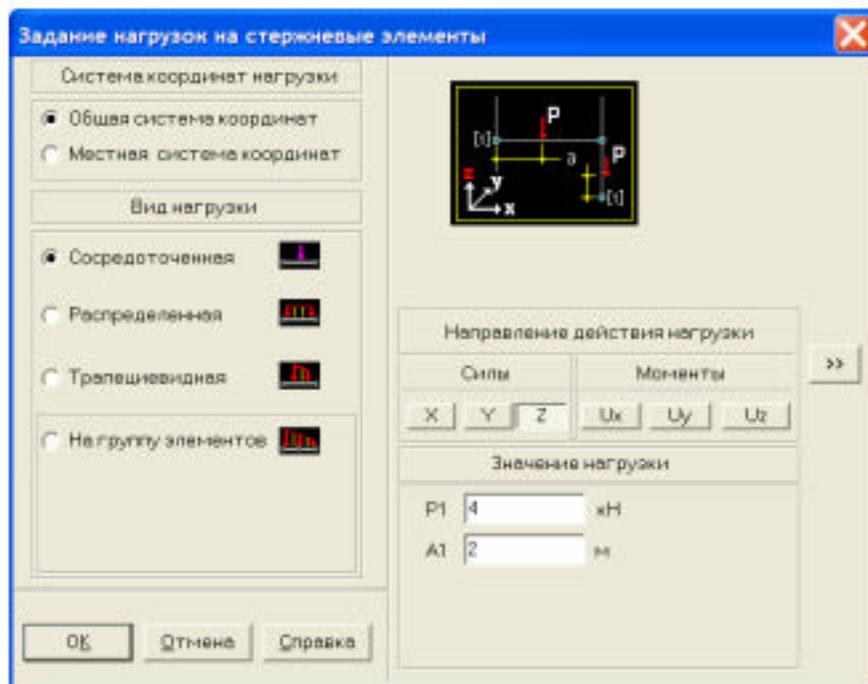 Задание нагрузок на стержневые элементы
Система координат нагрузки
Общая система координат
Местная система координат
Вид нагрузки
Сосредоточенная
Распределенная
Трапециевидная
На группу элементов
OK
Отмена
Справка
P
[1]
a
P
z
y
x
[1]
Направление действия нагрузки
Силы
Моменты
X
Y
Z
Ux
Uy
Uz
>>
Значение нагрузки
P1 4 кН
A1 2 м